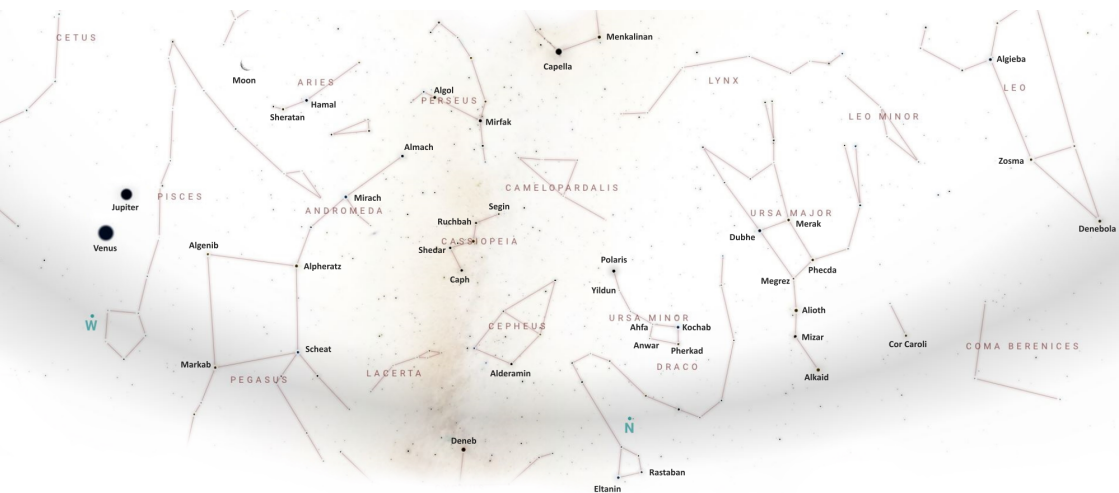 CETUS
Menkalinan
Capella
Algieba
Moon
ARIES
LYNX
LEO
Algol
PERSEUS
Hamal
Sheratan
Mirfak
LEO MINOR
Almach
Zosma
CAMELOPARDALIS
PISCES
Jupiter
Mirach
ANDROMEDA
Segin
Ruchbah
URSA MAJOR
Merak
Denebola
Venus
Dubhe
Algenib
Shedar
CASSIOPEIA
Alpheratz
Polaris
Phecda
Caph
Megrez
Yildun
Alioth
W
URSA MINOR
CEPHEUS
Ahfa
Kochab
Mizar
Cor Caroli
COMA BERENICES
Anwar
Pherkad
Scheat
Markab
DRACO
PEGASUS
LACERTA
Alderamin
Alkaid
N
Deneb
Rastaban
Eltanin